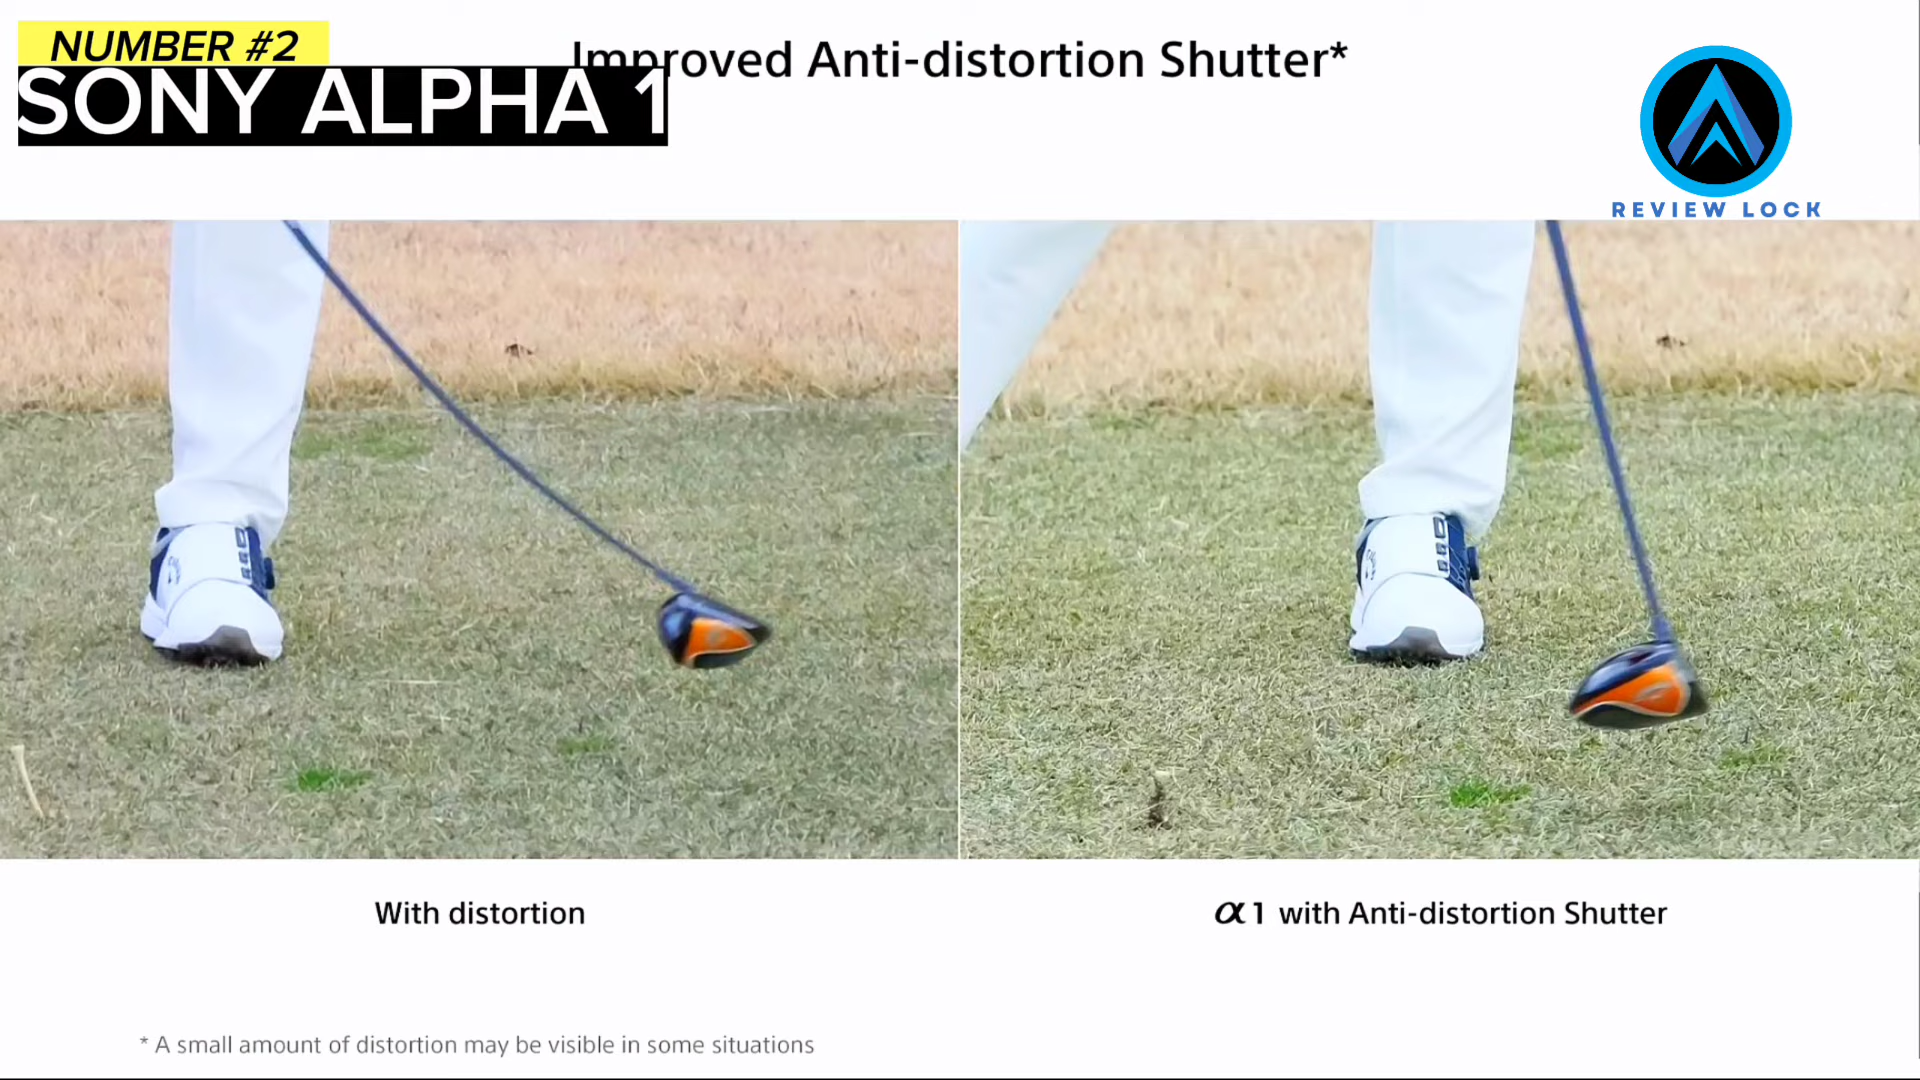 NUMBER #2
SONY ALPHA 1
Improved Anti-distortion Shutter*
REVIEW LOCK
With distortion
α1 with Anti-distortion Shutter
* A small amount of distortion may be visible in some situations